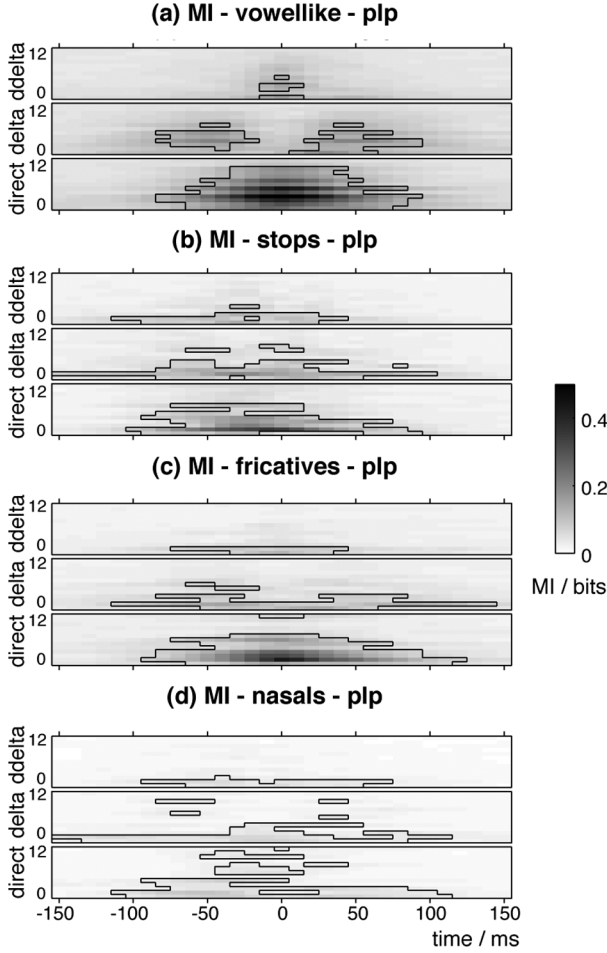 (a) MI - vowellike - plp
ddelta
12
0
delta
12
0
direct
12
0
(b) MI - stops - plp
ddelta
12
0
delta
12
0
direct
12
0
0.4
0.2
0
MI / bits
(c) MI - fricatives - plp
ddelta
12
0
delta
12
0
direct
12
0
(d) MI - nasals - plp
ddelta
12
0
delta
12
0
direct
12
0
-150 -100 -50 0 50 100 150
time / ms